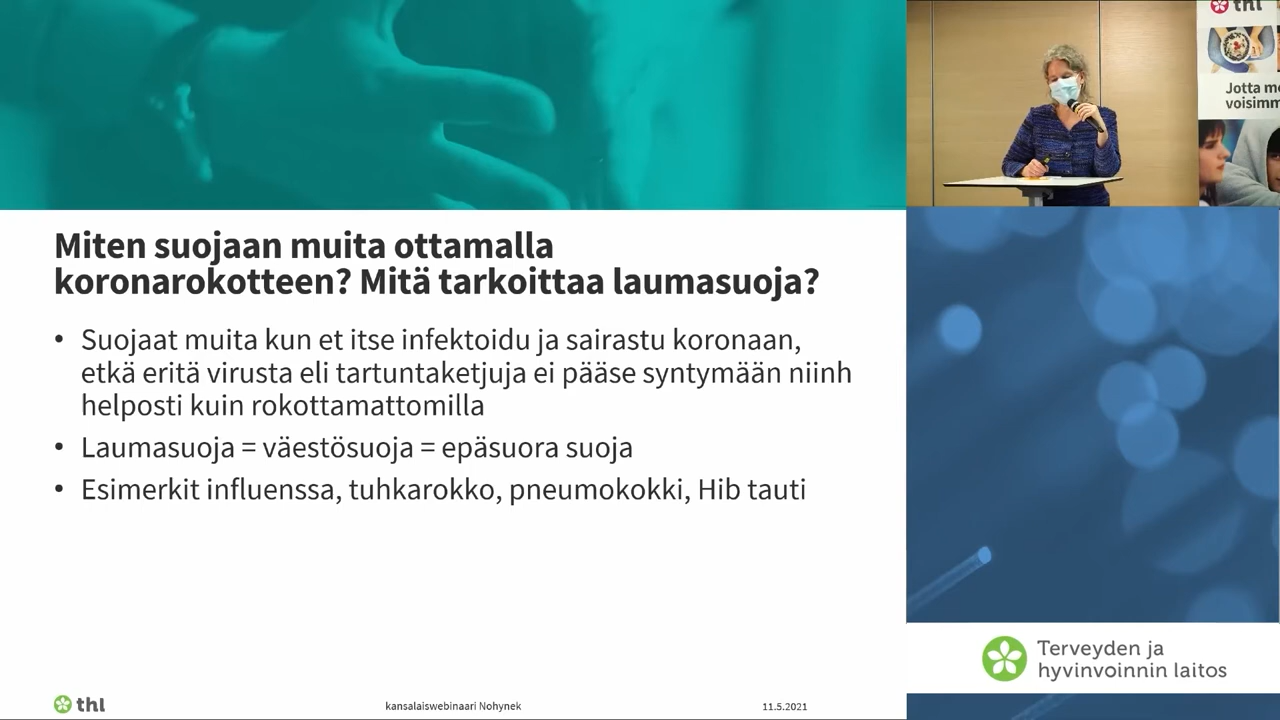 Miten suojaan muita ottamalla
koronarokotteen? Mitä tarkoittaa laumasuoja?
• Suojaat muita kun et itse infektoidu ja sairastu koronaan,
etkä eritä virusta eli tartuntaketjuja ei pääse syntymään niinh
helposti kuin rokottamattomilla
• Laumasuoja = väestösuoja = epäsuora suoja
• Esimerkit influenssa, tuhkarokko, pneumokokki, Hib tauti
thl
kansalaiswebinaari Nohynek
11.5.2021
thl
Jotta
voisimm
Terveyden ja
hyvinvoinnin laitos